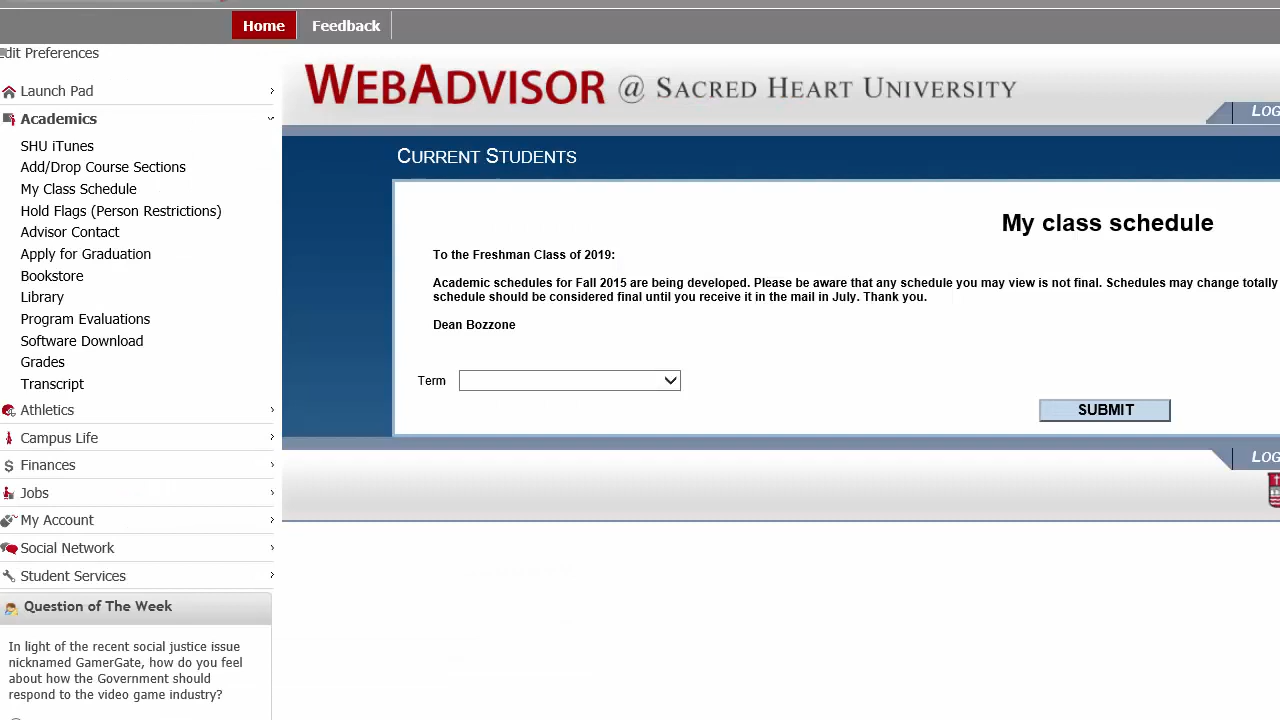 Home Feedback
dit Preferences
Launch Pad
Academics
SHU iTunes
Add/Drop Course Sections
My Class Schedule
Hold Flags (Person Restrictions)
Advisor Contact
Apply for Graduation
Bookstore
Library
Program Evaluations
Software Download
Grades
Transcript
Athletics
Campus Life
Finances
Jobs
My Account
Social Network
Student Services
Question of The Week
In light of the recent social justice issue
nicknamed GamerGate, how do you feel
about how the Government should
respond to the video game industry?
WEBADVISOR @ SACRED HEART UNIVERSITY
LOG
CURRENT STUDENTS
My class schedule
To the Freshman Class of 2019:
Academic schedules for Fall 2015 are being developed. Please be aware that any schedule you may view is not final. Schedules may change totally
schedule should be considered final until you receive it in the mail in July. Thank you.
Dean Bozzone
Term
SUBMIT
LOG